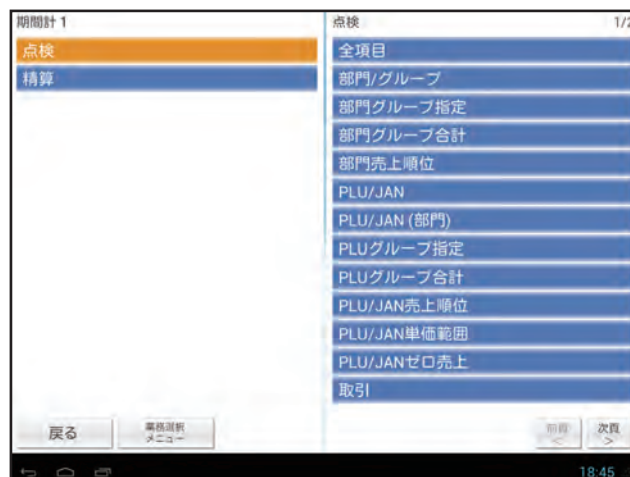 期間計 1
点検
精算
点検 1/2
全項目
部門/グループ
部門グループ指定
部門グループ合計
部門売上順位
PLU/JAN
PLU/JAN (部門)
PLUグループ指定
PLUグループ合計
PLU/JAN売上順位
PLU/JAN単価範囲
PLU/JANゼロ売上
取引
戻る
業務選択
メニュー
前頁
<
次頁
>
18:45